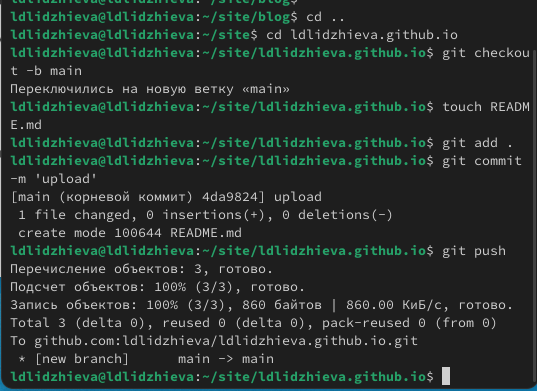 ldlidzhieva@ldlidzhieva:~/site/blog$
ldlidzhieva@ldlidzhieva:~/site/blog$ cd ..
ldlidzhieva@ldlidzhieva:~/site$ cd ldlidzhieva.github.io
ldlidzhieva@ldlidzhieva:~/site/ldlidzhieva.github.io$ git checkou
t -b main
Переключились на новую ветку «main»
ldlidzhieva@ldlidzhieva:~/site/ldlidzhieva.github.io$ touch READM
E.md
ldlidzhieva@ldlidzhieva:~/site/ldlidzhieva.github.io$ git add .
ldlidzhieva@ldlidzhieva:~/site/ldlidzhieva.github.io$ git commit
-m 'upload'
[main (корневой коммит) 4da9824] upload
 1 file changed, 0 insertions(+), 0 deletions(-)
 create mode 100644 README.md
ldlidzhieva@ldlidzhieva:~/site/ldlidzhieva.github.io$ git push
Перечисление объектов: 3, готово.
Подсчет объектов: 100% (3/3), готово.
Запись объектов: 100% (3/3), 860 байтов | 860.00 КиБ/с, готово.
Total 3 (delta 0), reused 0 (delta 0), pack-reused 0 (from 0)
To github.com:ldlidzhieva/ldlidzhieva.github.io.git
 * [new branch]      main -> main
ldlidzhieva@ldlidzhieva:~/site/ldlidzhieva.github.io$